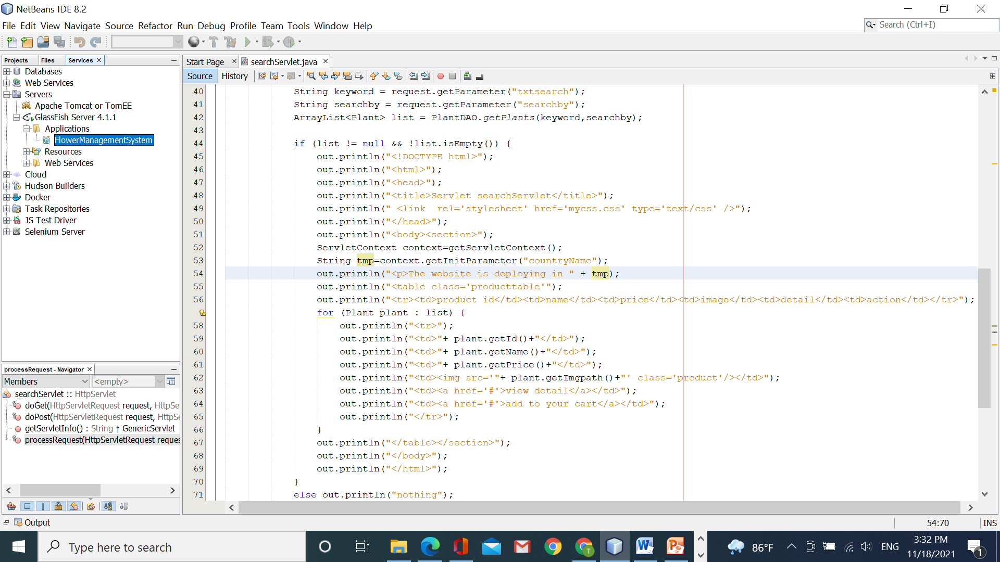 NetBeans IDE 8.2
File Edit View Navigate Source Refactor Run Debug Profile Team Tools Window Help
Search (Ctrl+I)
Projects Files Services
Databases
Web Services
Servers
Apache Tomcat or TomEE
GlassFish Server 4.1.1
Applications
FlowerManagementSystem
Resources
Web Services
Cloud
Hudson Builders
Docker
Task Repositories
JS Test Driver
Selenium Server
processRequest - Navigator
Members <empty>
searchServlet :: HttpServlet
doGet(HttpServletRequest request, HttpSe
doPost(HttpServletRequest request, HttpSe
getServletInfo() : String ↑ GenericServlet
processRequest(HttpServletRequest reques
Start Page searchServlet.java
Source History
40 String keyword = request.getParameter("txtsearch");
41 String searchby = request.getParameter("searchby");
42 ArrayList<Plant> list = PlantDAO.getPlants(keyword,searchby);
43
44 if (list != null && !list.isEmpty()) {
45 out.println("<!DOCTYPE html>");
46 out.println("<html>");
47 out.println("<head>");
48 out.println("<title>Servlet searchServlet</title>");
49 out.println(" <link  rel='stylesheet' href='mycss.css' type='text/css' />");
50 out.println("</head>");
51 out.println("<body><section>");
52 ServletContext context=getServletContext();
53 String tmp=context.getInitParameter("countryName");
54 out.println("<p>The website is deploying in " + tmp);
55 out.println("<table class='producttable'");
56 out.println("<tr><td>product id</td><td>name</td><td>price</td><td>image</td><td>detail</td><td>action</td></tr>");
for (Plant plant : list) {
58 out.println("<tr>");
59 out.println("<td>"+ plant.getId()+"</td>");
60 out.println("<td>"+ plant.getName()+"</td>");
61 out.println("<td>"+ plant.getPrice()+"</td>");
62 out.println("<td><img src='"+ plant.getImgpath()+"' class='product'/></td>");
63 out.println("<td><a href='#'>view detail</a></td>");
64 out.println("<td><a href='#'>add to your cart</a></td>");
65 out.println("</tr>");
66 }
67 out.println("</table></section>");
68 out.println("</body>");
69 out.println("</html>");
70 }
71 else out.println("nothing");
Output
54:70 INS
Type here to search
86°F ENG
3:32 PM
11/18/2021
1